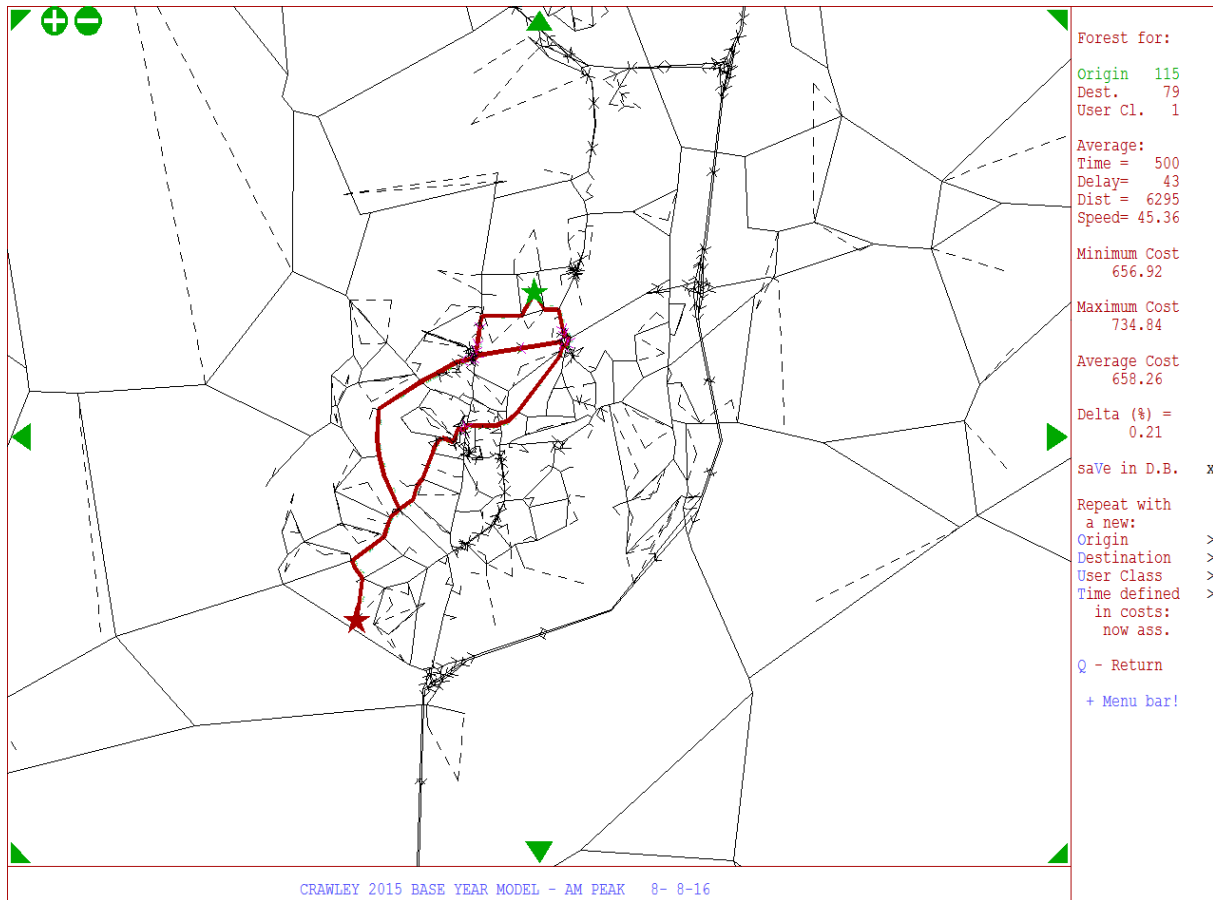 Forest for:
Origin 115
Dest. 79
User Cl. 1
Average:
Time = 500
Delay= 43
Dist = 6295
Speed= 45.36
Minimum Cost
656.92
Maximum Cost
734.84
Average Cost
658.26
Delta (%) =
0.21
saVe in D.B. x
Repeat with
a new:
Origin >
Destination >
User Class >
Time defined >
in costs:
now ass.
Q - Return
+ Menu bar!
CRAWLEY 2015 BASE YEAR MODEL - AM PEAK 8- 8-16